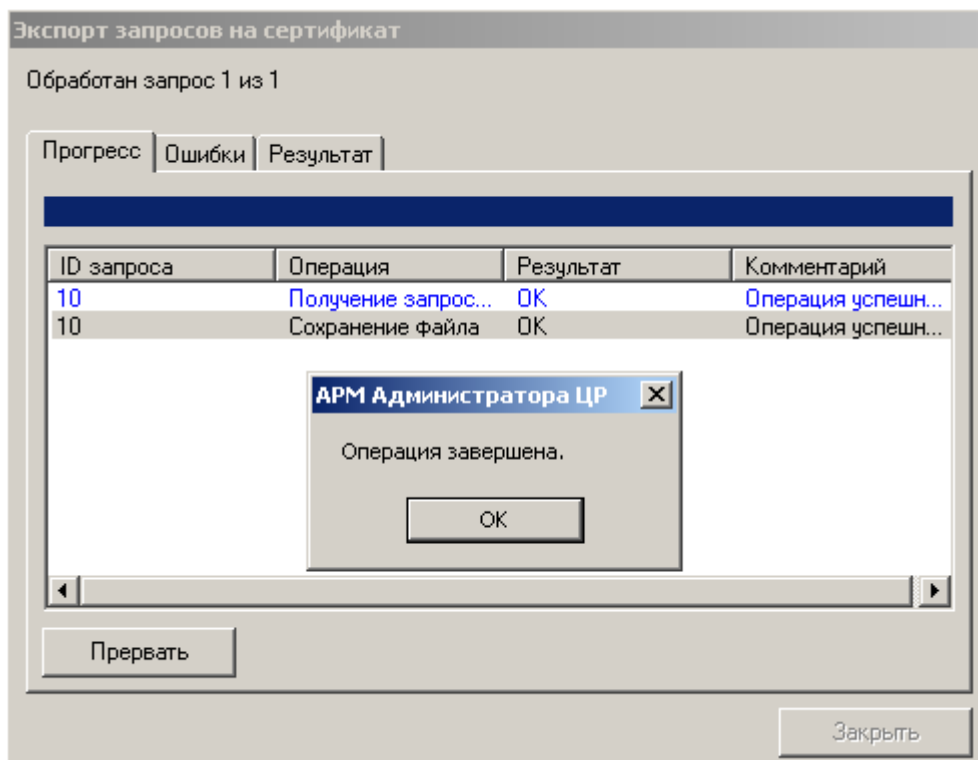 Экспорт запросов на сертификат
Обработан запрос 1 из 1
Прогресс Ошибки Результат
ID запроса Операция Результат Комментарий
10 Получение запрос... OK Операция успешн...
10 Сохранение файла OK Операция успешн...
АРМ Администратора ЦР
Операция завершена.
OK
Прервать
Закрыть